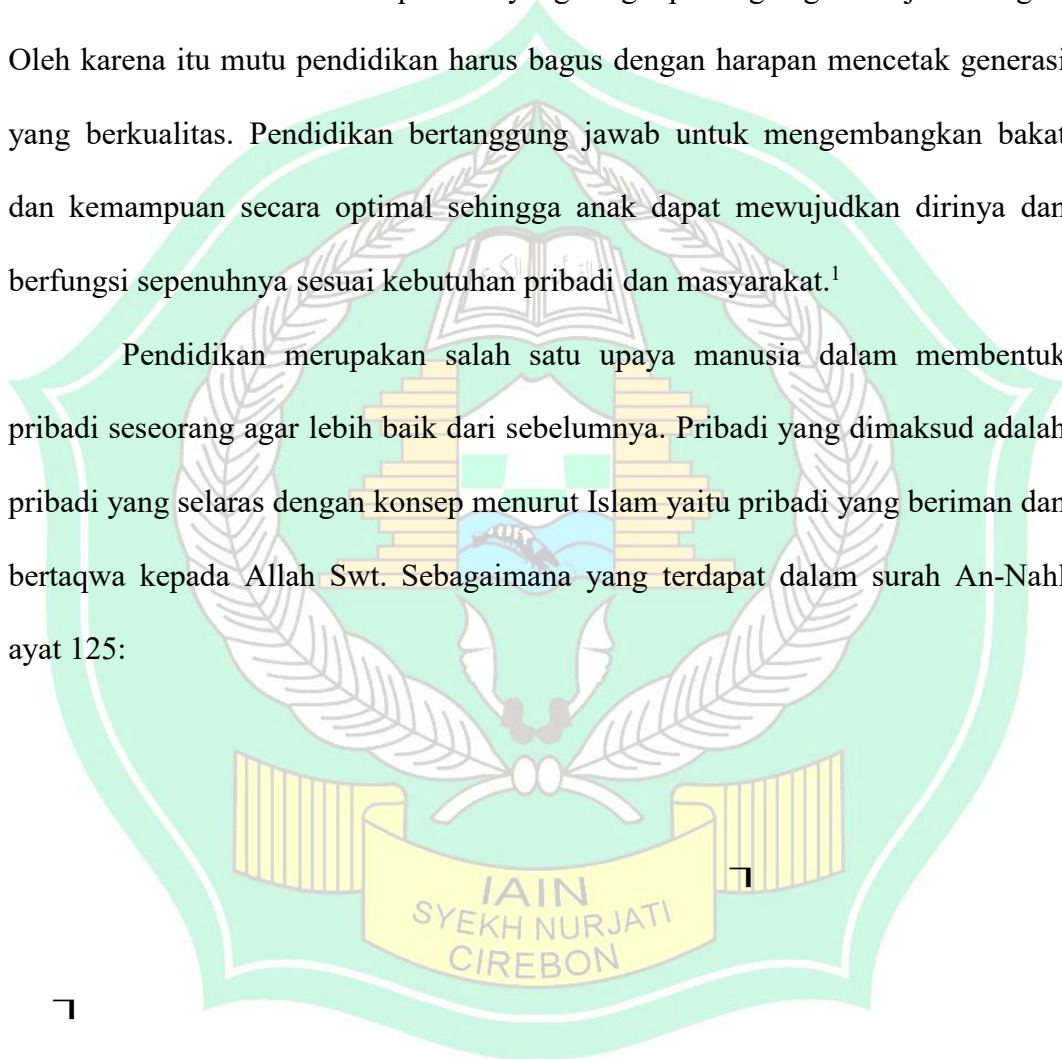 Oleh karena itu mutu pendidikan harus bagus dengan harapan mencetak generasi
yang berkualitas. Pendidikan bertanggung jawab untuk mengembangkan bakat
dan kemampuan secara optimal sehingga anak dapat mewujudkan dirinya dan
berfungsi sepenuhnya sesuai kebutuhan pribadi dan masyarakat.¹
Pendidikan merupakan salah satu upaya manusia dalam membentuk
pribadi seseorang agar lebih baik dari sebelumnya. Pribadi yang dimaksud adalah
pribadi yang selaras dengan konsep menurut Islam yaitu pribadi yang beriman dan
bertaqwa kepada Allah Swt. Sebagaimana yang terdapat dalam surah An-Nahl
ayat 125:
IAIN
SYEKH NURJATI
CIREBON